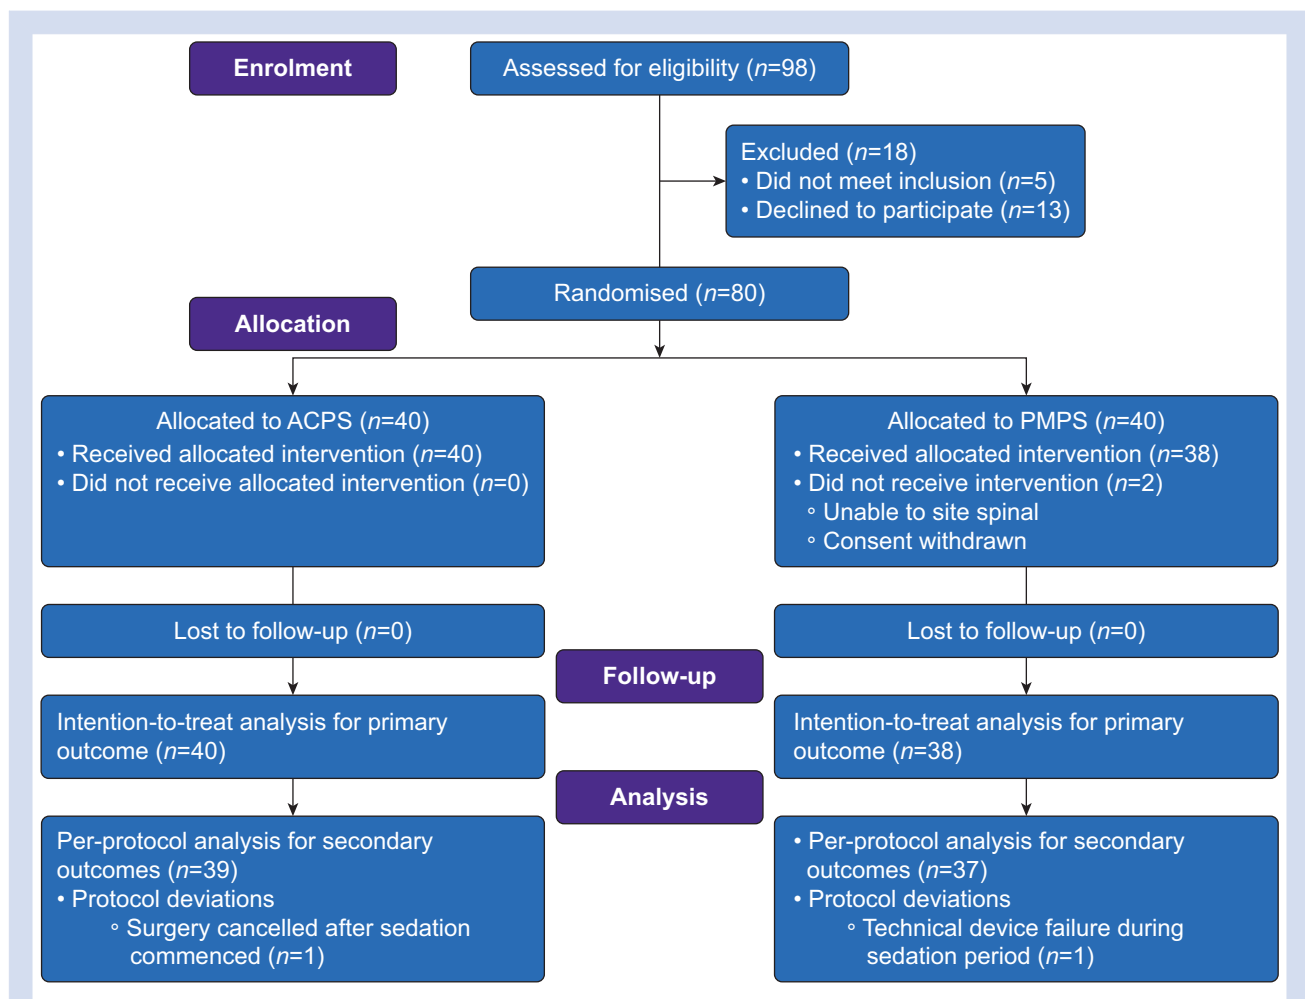 Enrolment
Assessed for eligibility (n=98)
Excluded (n=18)
• Did not meet inclusion (n=5)
• Declined to participate (n=13)
Randomised (n=80)
Allocation
Allocated to ACPS (n=40)
• Received allocated intervention (n=40)
• Did not receive allocated intervention (n=0)
Allocated to PMPS (n=40)
• Received allocated intervention (n=38)
• Did not receive intervention (n=2)
◦ Unable to site spinal
◦ Consent withdrawn
Lost to follow-up (n=0)
Lost to follow-up (n=0)
Follow-up
Intention-to-treat analysis for primary
outcome (n=40)
Intention-to-treat analysis for primary
outcome (n=38)
Analysis
Per-protocol analysis for secondary
outcomes (n=39)
• Protocol deviations
◦ Surgery cancelled after sedation
commenced (n=1)
• Per-protocol analysis for secondary
outcomes (n=37)
• Protocol deviations
◦ Technical device failure during
sedation period (n=1)